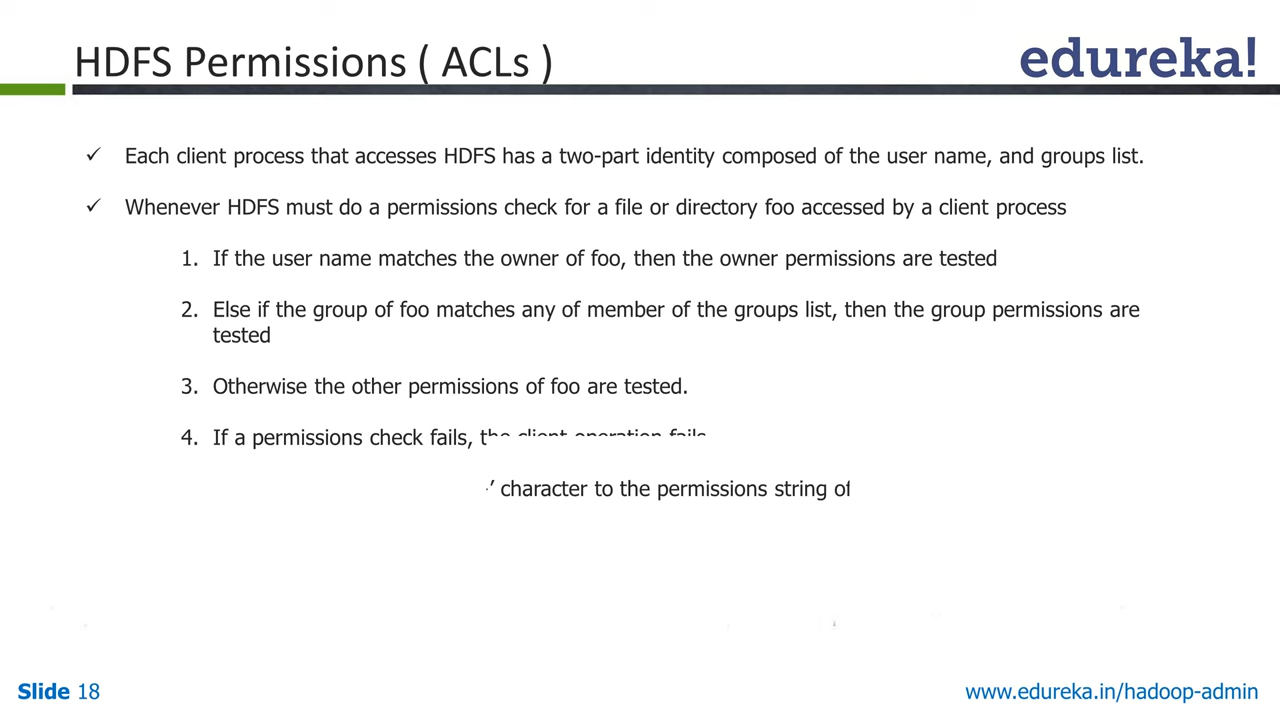 HDFS Permissions ( ACLs )
edureka!
✓ Each client process that accesses HDFS has a two-part identity composed of the user name, and groups list.
✓ Whenever HDFS must do a permissions check for a file or directory foo accessed by a client process
1. If the user name matches the owner of foo, then the owner permissions are tested
2. Else if the group of foo matches any of member of the groups list, then the group permissions are
tested
3. Otherwise the other permissions of foo are tested.
4. If a permissions check fails, the client operation fails
’ character to the permissions string of
Slide 18
www.edureka.in/hadoop-admin